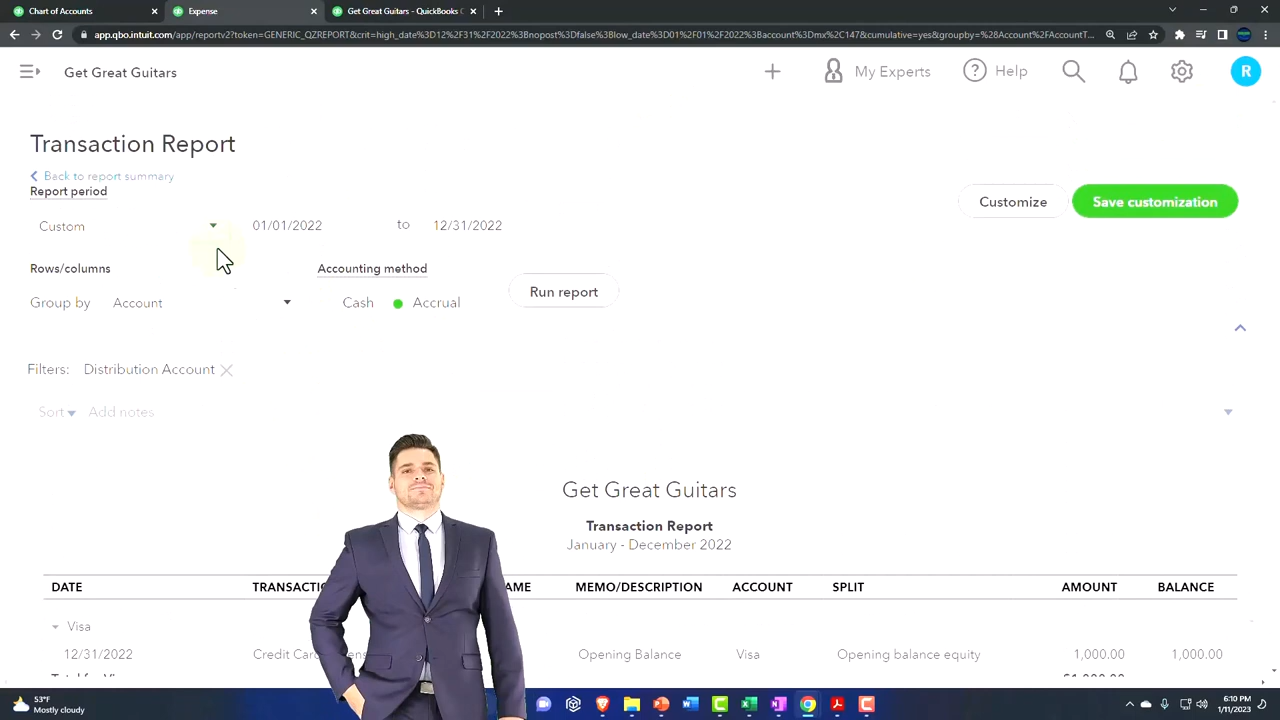 Chart of Accounts
Expense
Get Great Guitars - QuickBooks C
app.qbo.intuit.com/app/reportv2?token=GENERIC_QZREPORT&crit=high_date%3D12%2F31%2F2022%3Bnopost%3Dfalse%3Blow_date%3D01%2F01%2F2022%3Baccount%3Dmx%2C147&cumulative=yes&groupby=%28Account%2FAccountT...
Get Great Guitars
My Experts
Help
R
Transaction Report
Back to report summary
Report period
Custom 01/01/2022 to 12/31/2022
Rows/columns Accounting method
Customize Save customization
Group by Account Cash Accrual Run report
Filters: Distribution Account
Sort Add notes
Get Great Guitars
Transaction Report
January - December 2022
DATE MEMO/DESCRIPTION ACCOUNT SPLIT AMOUNT BALANCE
Visa
12/31/2022 Credit Opening Balance Visa Opening balance equity 1,000.00 1,000.00
53°F
Mostly cloudy
6:10 PM
1/11/2023